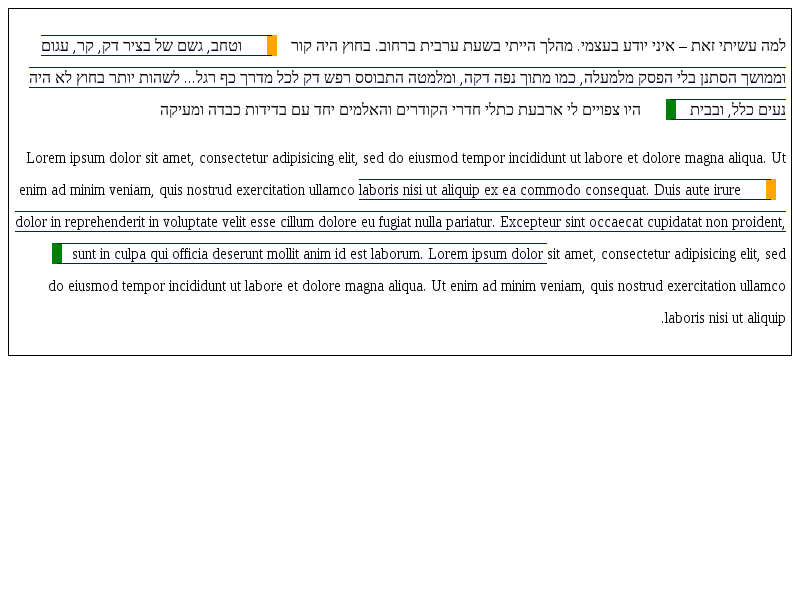 למה עשיתי זאת – איני יודע בעצמי. מהלך הייתי בשעת ערבית ברחוב. בחוץ היה קור וטחב, גשם של בציר דק, קר, עגום
וממושך הסתנן בלי הפסק מלמעלה, כמו מתוך נפה דקה, ומלמטה התבוסס רפש דק לכל מדרך כף רגל... לשהות יותר בחוץ לא היה
נעים כלל, ובבית היו צפויים לי ארבעת כתלי חדרי הקודרים והאלמים יחד עם בדידות כבדה ומעיקה
Lorem ipsum dolor sit amet, consectetur adipisicing elit, sed do eiusmod tempor incididunt ut labore et dolore magna aliqua. Ut
enim ad minim veniam, quis nostrud exercitation ullamco laboris nisi ut aliquip ex ea commodo consequat. Duis aute irure
dolor in reprehenderit in voluptate velit esse cillum dolore eu fugiat nulla pariatur. Excepteur sint occaecat cupidatat non proident,
sunt in culpa qui officia deserunt mollit anim id est laborum. Lorem ipsum dolor sit amet, consectetur adipisicing elit, sed
do eiusmod tempor incididunt ut labore et dolore magna aliqua. Ut enim ad minim veniam, quis nostrud exercitation ullamco
laboris nisi ut aliquip.